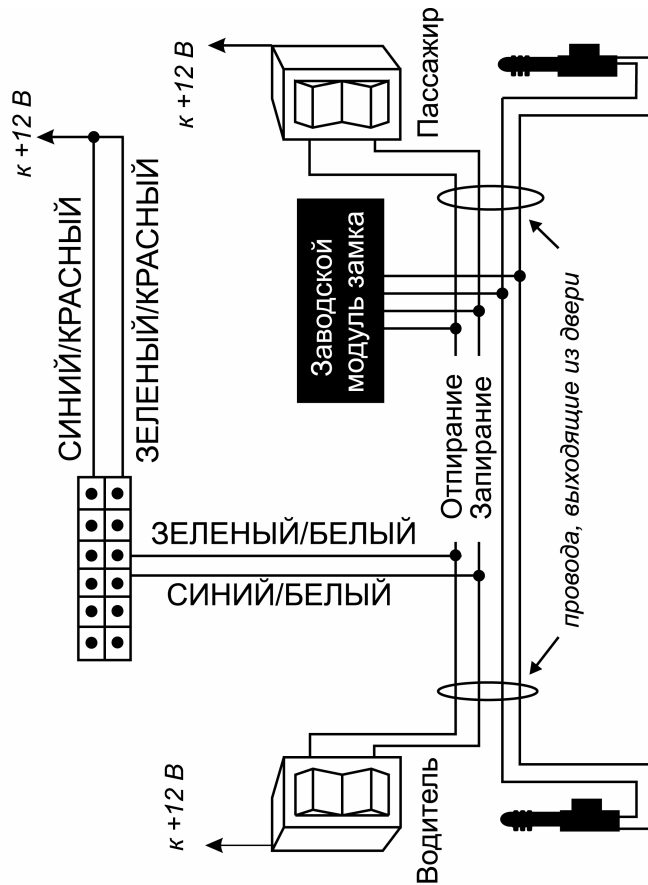 к +12 В
СИНИЙ/КРАСНЫЙ
ЗЕЛЕНЫЙ/КРАСНЫЙ
к +12 В
Пассажир
Заводской
модуль замка
ЗЕЛЕНЫЙ/БЕЛЫЙ
СИНИЙ/БЕЛЫЙ
Отпирание
Запирание
провода, выходящие из двери
к +12 В
Водитель